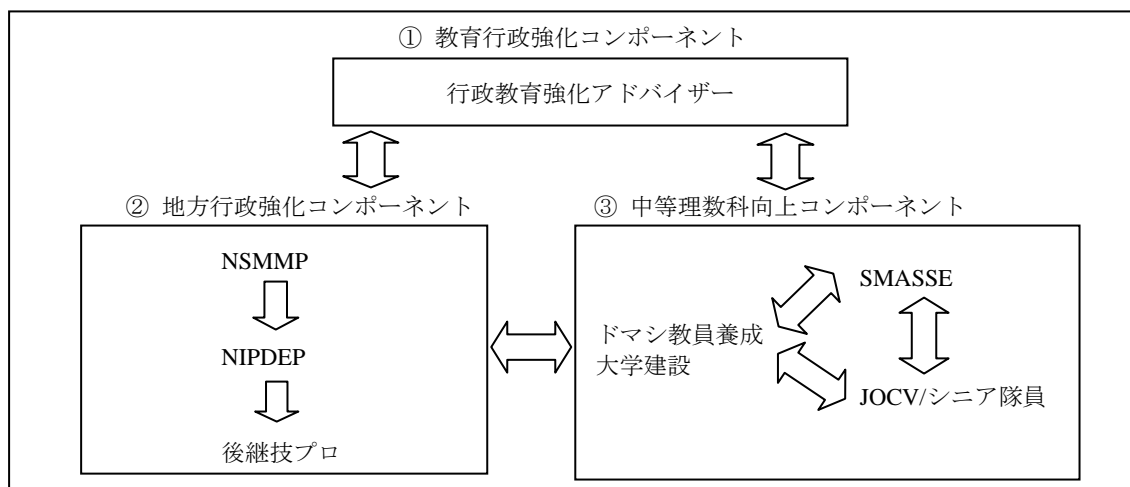 ① 教育行政強化コンポーネント
行政教育強化アドバイザー
② 地方行政強化コンポーネント
NSMMP
NIPDEP
後継技プロ
③ 中等理数科向上コンポーネント
SMASSE
ドマシ教員養成
大学建設
JOCV/シニア隊員